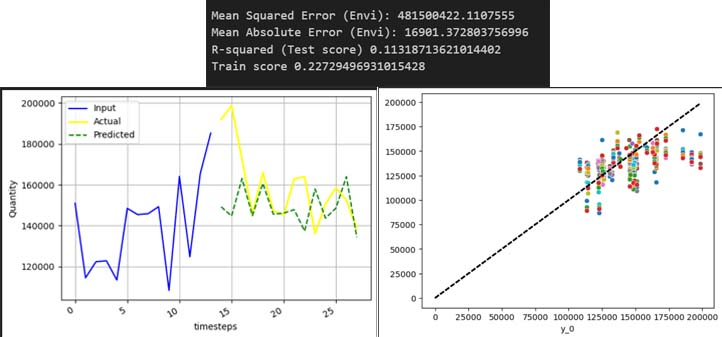 Mean Squared Error (Envi): 481500422.1107555
Mean Absolute Error (Envi): 16901.372803756996
R-squared (Test score) 0.11318713621014402
Train score 0.22729496931015428
200000
180000
160000
140000
120000
Quantity
Input
Actual
Predicted
0
5
10
15
20
25
timesteps
200000
175000
150000
125000
100000
75000
50000
25000
0
0
25000
50000
75000
100000
125000
150000
175000
200000
y_0